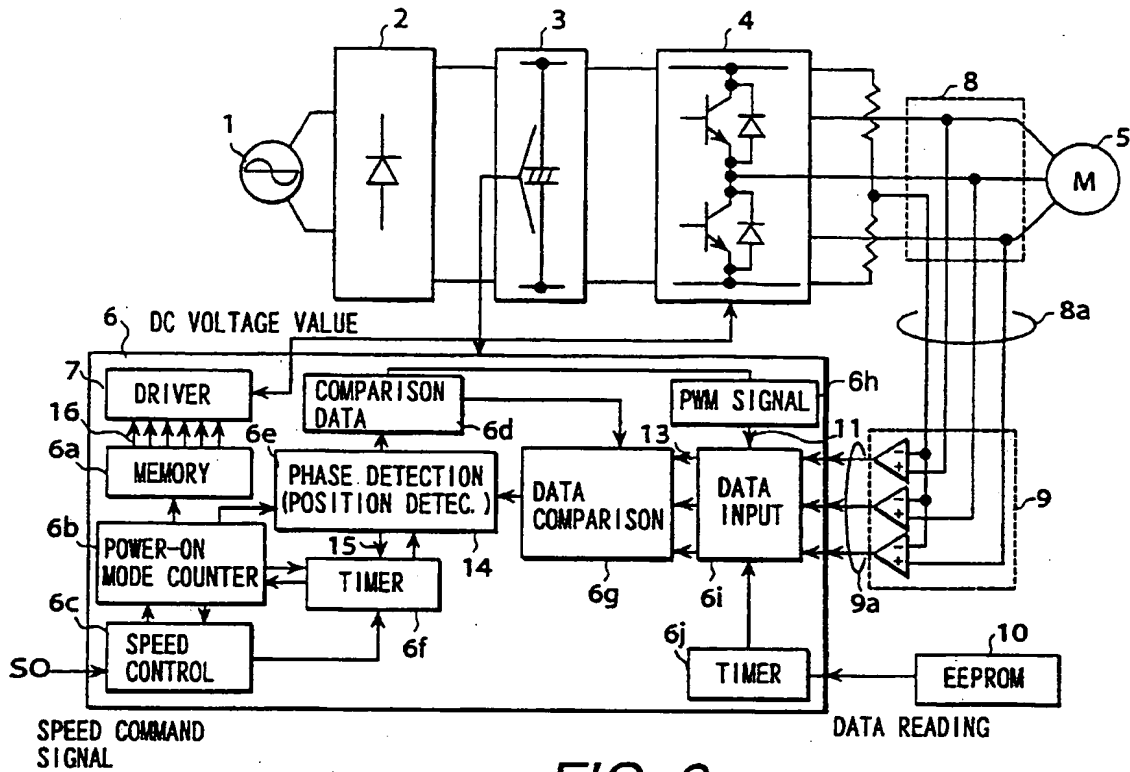 2
3
4
8
1
5
M
6
DC VOLTAGE VALUE
8a
7
DRIVER
COMPARISON
DATA
6d
PWM SIGNAL
6h
16
6e
13
11
6a
MEMORY
PHASE DETECTION
(POSITION DETEC.)
DATA
COMPARISON
DATA
INPUT
-
+
-
+
-
+
9
6b
POWER-ON
MODE COUNTER
15
14
TIMER
6f
6g
6i
9a
6c
SPEED
CONTROL
SO
6j
TIMER
10
EEPROM
SPEED COMMAND
SIGNAL
DATA READING